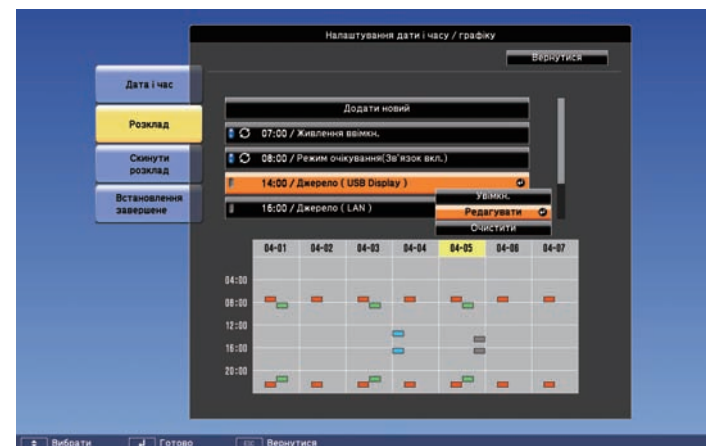 Налаштування дати і часу / графіку
Вернутися
Дата і час
Розклад
Скинути
розклад
Встановлення
завершене
Додати новий
07:00 / Живлення ввімкн.
08:00 / Режим очікування(Зв'язок вкл.)
14:00 / Джерело ( USB Display )
16:00 / Джерело ( LAN )
Увімкн.
Редагувати
Очистити
04-01 04-02 04-03 04-04 04-05 04-06 04-07
04:00
08:00
12:00
16:00
20:00
Вибрати Готово Esc Вернутися